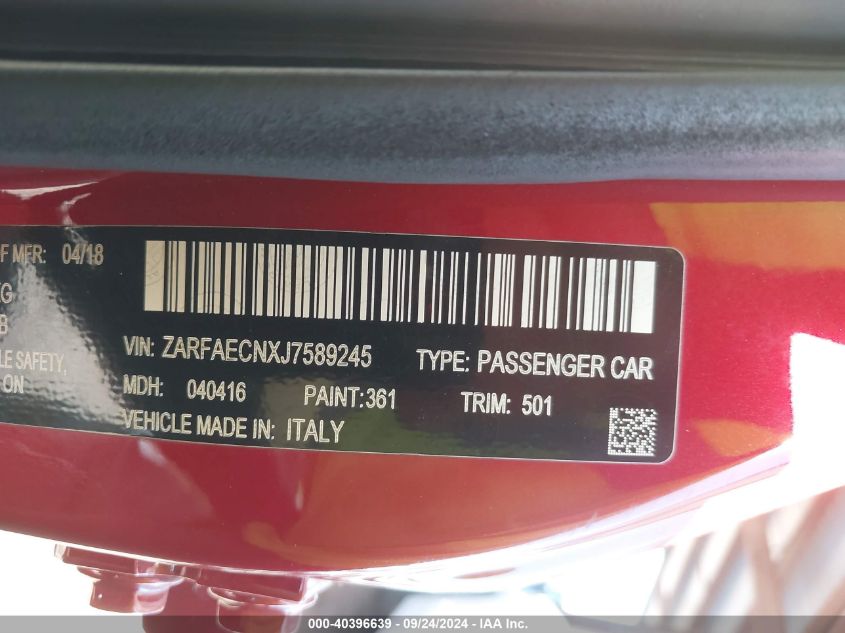 F MFR: 04/18
KG
B
LE SAFETY,
ON
VIN: ZARFAECNXJ7589245 TYPE: PASSENGER CAR
MDH: 040416 PAINT:361 TRIM: 501
VEHICLE MADE IN: ITALY
000-40396639 - 09/24/2024 - IAA Inc.